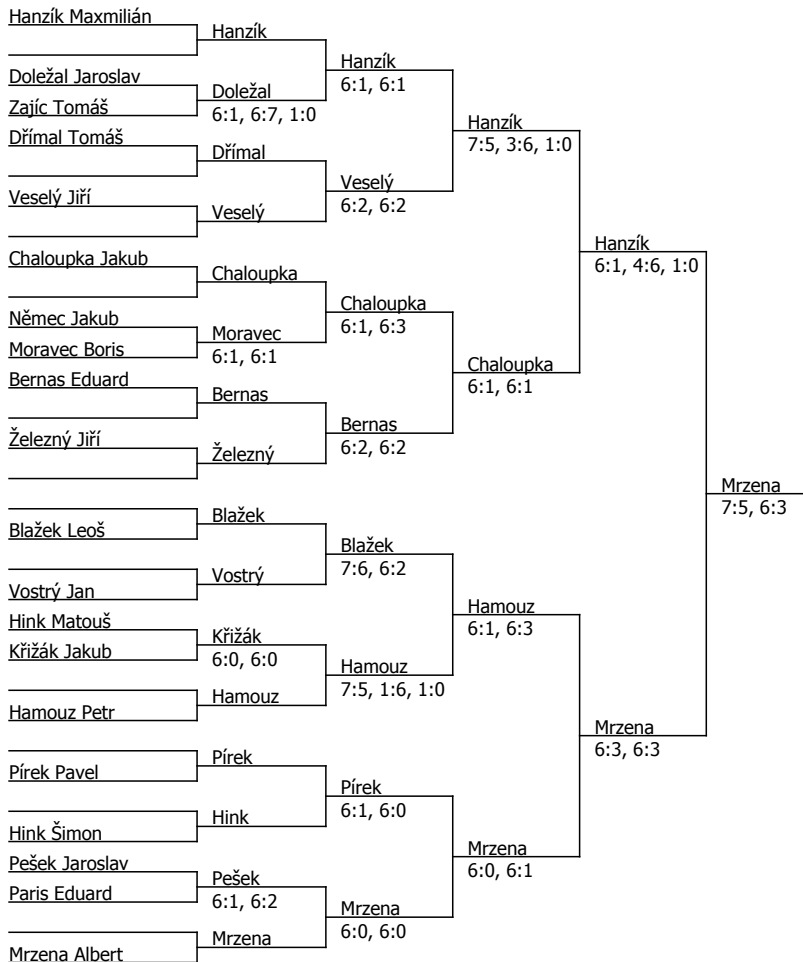 Hanzík Maxmilián
Hanzík
Hanzík
6:1, 6:1
Doležal Jaroslav
Doležal
6:1, 6:7, 1:0
Zajíc Tomáš
Hanzík
7:5, 3:6, 1:0
Dřímal Tomáš
Dřímal
Veselý
6:2, 6:2
Veselý Jiří
Veselý
Hanzík
6:1, 4:6, 1:0
Chaloupka Jakub
Chaloupka
Chaloupka
6:1, 6:3
Němec Jakub
Moravec
6:1, 6:1
Moravec Boris
Chaloupka
6:1, 6:1
Bernas Eduard
Bernas
Bernas
6:2, 6:2
Železný Jiří
Železný
Mrzena
7:5, 6:3
Blažek
Blažek Leoš
Blažek
7:6, 6:2
Vostrý
Vostrý Jan
Hamouz
6:1, 6:3
Hink Matouš
Křižák
6:0, 6:0
Křižák Jakub
Hamouz
7:5, 1:6, 1:0
Hamouz
Hamouz Petr
Mrzena
6:3, 6:3
Pírek
Pírek Pavel
Pírek
6:1, 6:0
Hink
Hink Šimon
Mrzena
6:0, 6:1
Pešek Jaroslav
Pešek
6:1, 6:2
Paris Eduard
Mrzena
6:0, 6:0
Mrzena
Mrzena Albert